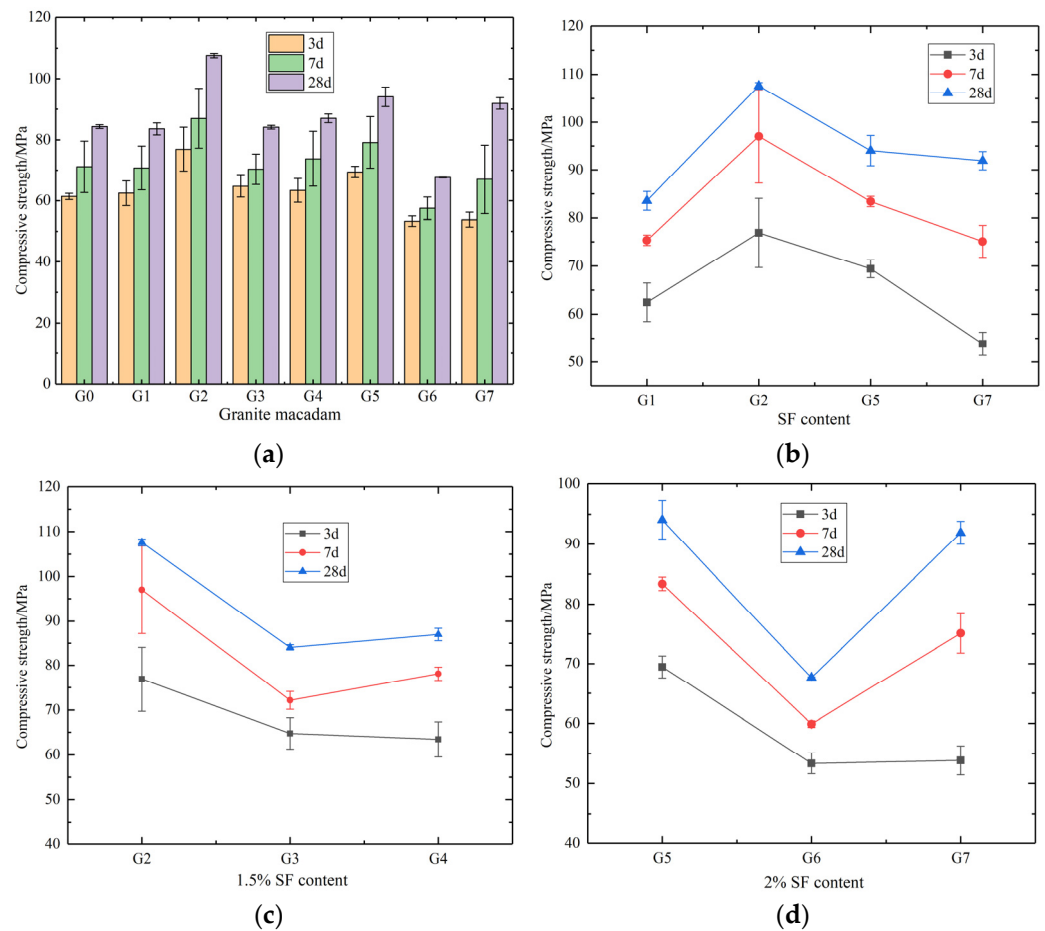 120
100
80
60
40
20
0
Compressive strength/MPa
3d
7d
28d
G0 G1 G2 G3 G4 G5 G6 G7
Granite macadam
(a)
120
110
100
90
80
70
60
50
Compressive strength/MPa
3d
7d
28d
G1 G2 G5 G7
SF content
(b)
120
110
100
90
80
70
60
50
40
Compressive strength/MPa
3d
7d
28d
G2 G3 G4
1.5% SF content
(c)
100
90
80
70
60
50
40
Compressive strength/MPa
3d
7d
28d
G5 G6 G7
2% SF content
(d)